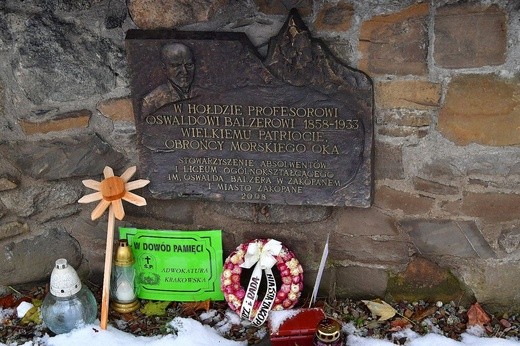 W HOŁDZIE PROFESOROWI
OSWALDOWI BALZEROWI 1858-1933
WIELKIEMU PATRIOCIE
OBROŃCY MORSKIEGO OKA
STOWARZYSZENIE ABSOLWENTÓW
I LICEUM OGÓLNOKSZTAŁCĄCEGO
IM. OSWALDA BALZERA W ZAKOPANEM
I MIASTO ZAKOPANE
2008
W DOWÓD PAMIĘCI
Ś.P.
ADWOKATURA
KRAKOWSKA
RADA